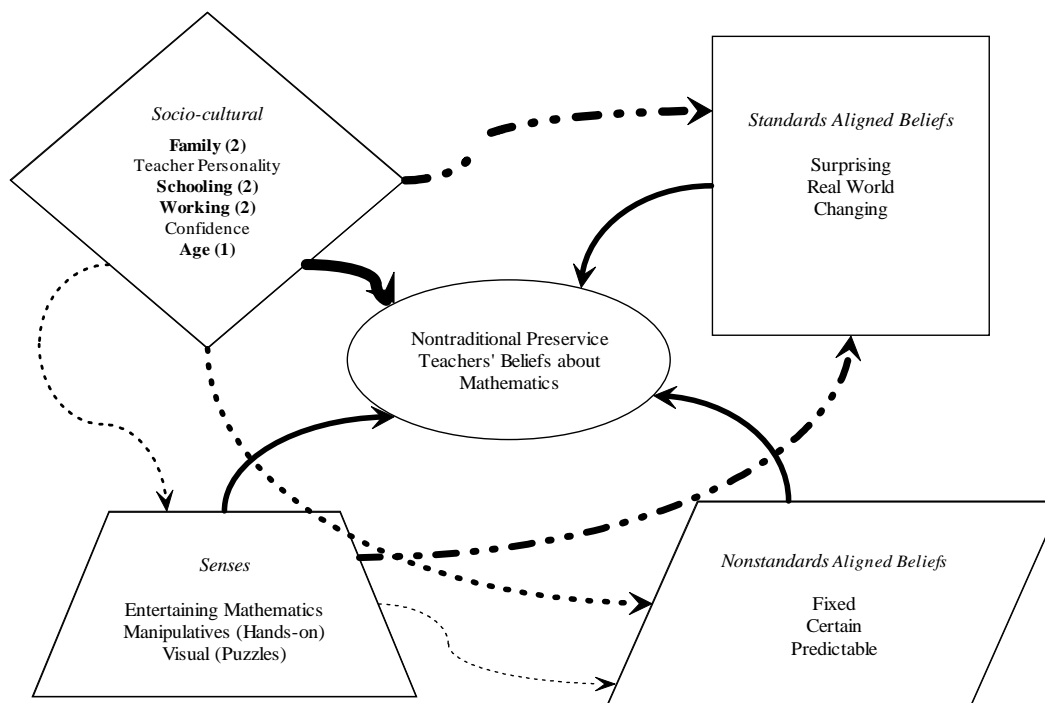 Socio-cultural
Family (2)
Teacher Personality
Schooling (2)
Working (2)
Confidence
Age (1)
Standards Aligned Beliefs
Surprising
Real World
Changing
Nontraditional Preservice
Teachers' Beliefs about
Mathematics
Senses
Entertaining Mathematics
Manipulatives (Hands-on)
Visual (Puzzles)
Nonstandards Aligned Beliefs
Fixed
Certain
Predictable